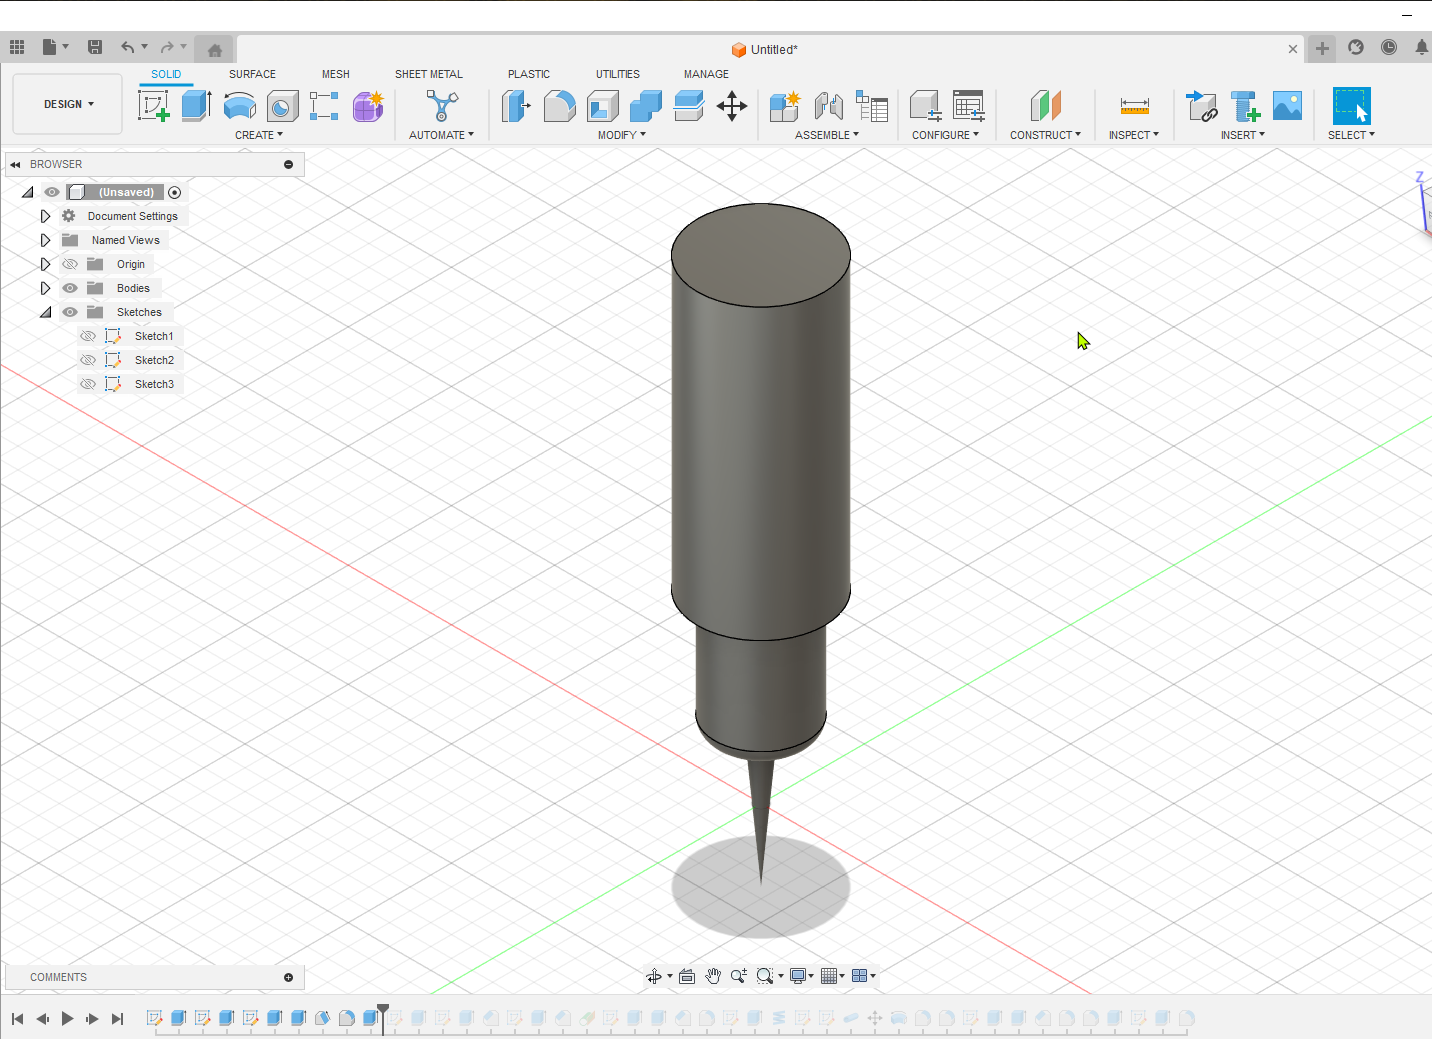 Untitled*
SOLID SURFACE MESH SHEET METAL PLASTIC UTILITIES MANAGE
DESIGN
CREATE AUTOMATE MODIFY ASSEMBLE CONFIGURE CONSTRUCT INSPECT INSERT SELECT
BROWSER
(Unsaved)
Z
Document Settings
Named Views
Origin
Bodies
Sketches
Sketch1
Sketch2
Sketch3
COMMENTS